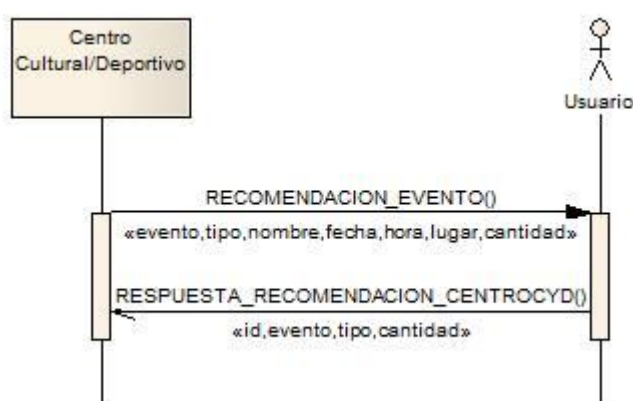 Centro
Cultural/Deportivo
Usuario
RECOMENDACION_EVENTO()
«evento,tipo,nombre,fecha,hora,lugar,cantidad»
RESPUESTA_RECOMENDACION_CENTROCYD()
«id,evento,tipo,cantidad»